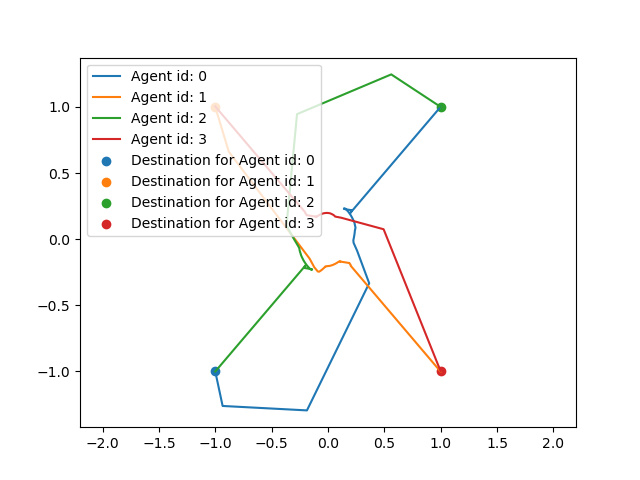 Agent id: 0
Agent id: 1
Agent id: 2
Agent id: 3
Destination for Agent id: 0
Destination for Agent id: 1
Destination for Agent id: 2
Destination for Agent id: 3
1.0
0.5
0.0
−0.5
−1.0
−2.0 −1.5 −1.0 −0.5 0.0 0.5 1.0 1.5 2.0